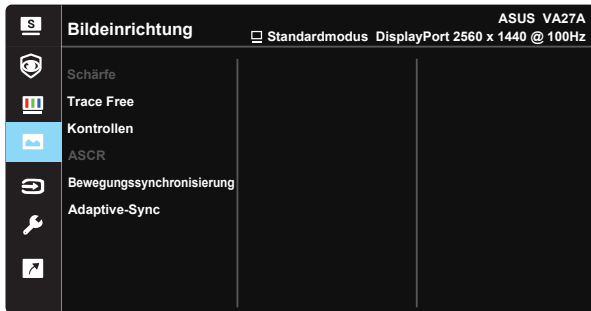 S
Bildeinrichtung
ASUS VA27A
Standardmodus DisplayPort 2560 x 1440 @ 100Hz
Schärfe
Trace Free
Kontrollen
ASCR
Bewegungssynchronisierung
Adaptive-Sync